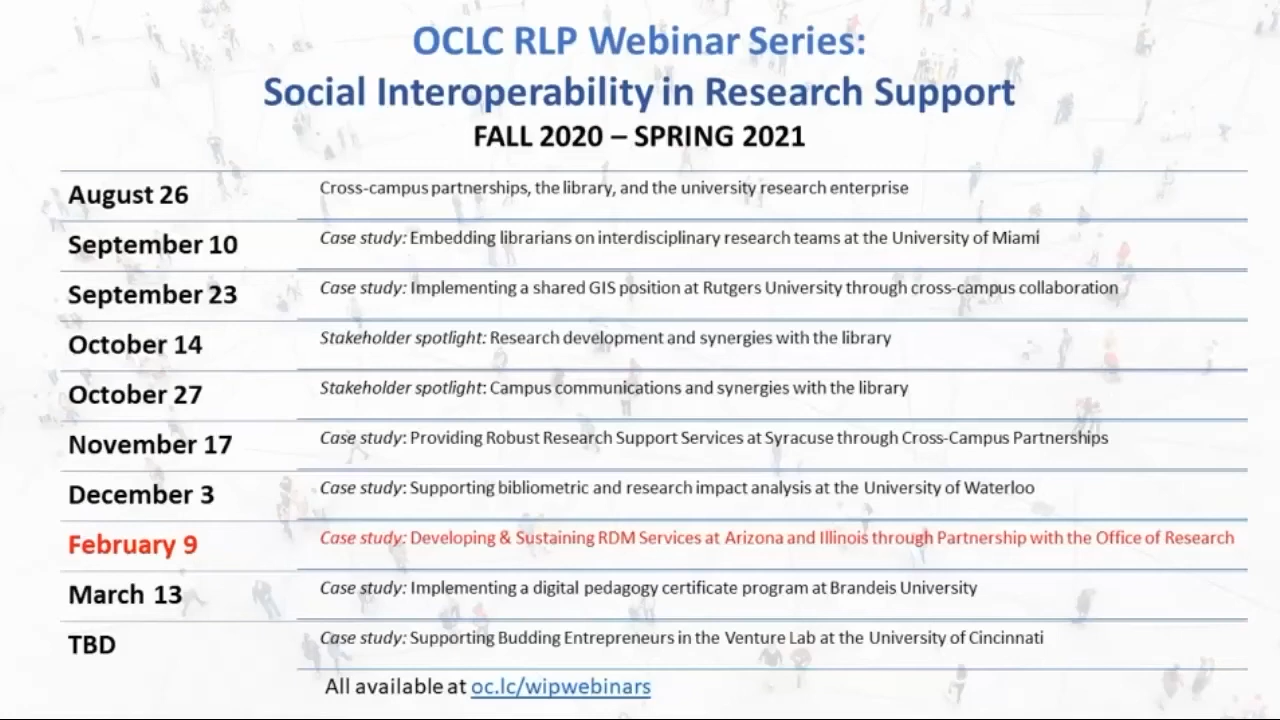 OCLC RLP Webinar Series:
Social Interoperability in Research Support
FALL 2020 – SPRING 2021
August 26 Cross-campus partnerships, the library, and the university research enterprise
September 10 Case study: Embedding librarians on interdisciplinary research teams at the University of Miami
September 23 Case study: Implementing a shared GIS position at Rutgers University through cross-campus collaboration
October 14 Stakeholder spotlight: Research development and synergies with the library
October 27 Stakeholder spotlight: Campus communications and synergies with the library
November 17 Case study: Providing Robust Research Support Services at Syracuse through Cross-Campus Partnerships
December 3 Case study: Supporting bibliometric and research impact analysis at the University of Waterloo
February 9 Case study: Developing & Sustaining RDM Services at Arizona and Illinois through Partnership with the Office of Research
March 13 Case study: Implementing a digital pedagogy certificate program at Brandeis University
TBD Case study: Supporting Budding Entrepreneurs in the Venture Lab at the University of Cincinnati
All available at oc.lc/wipwebinars